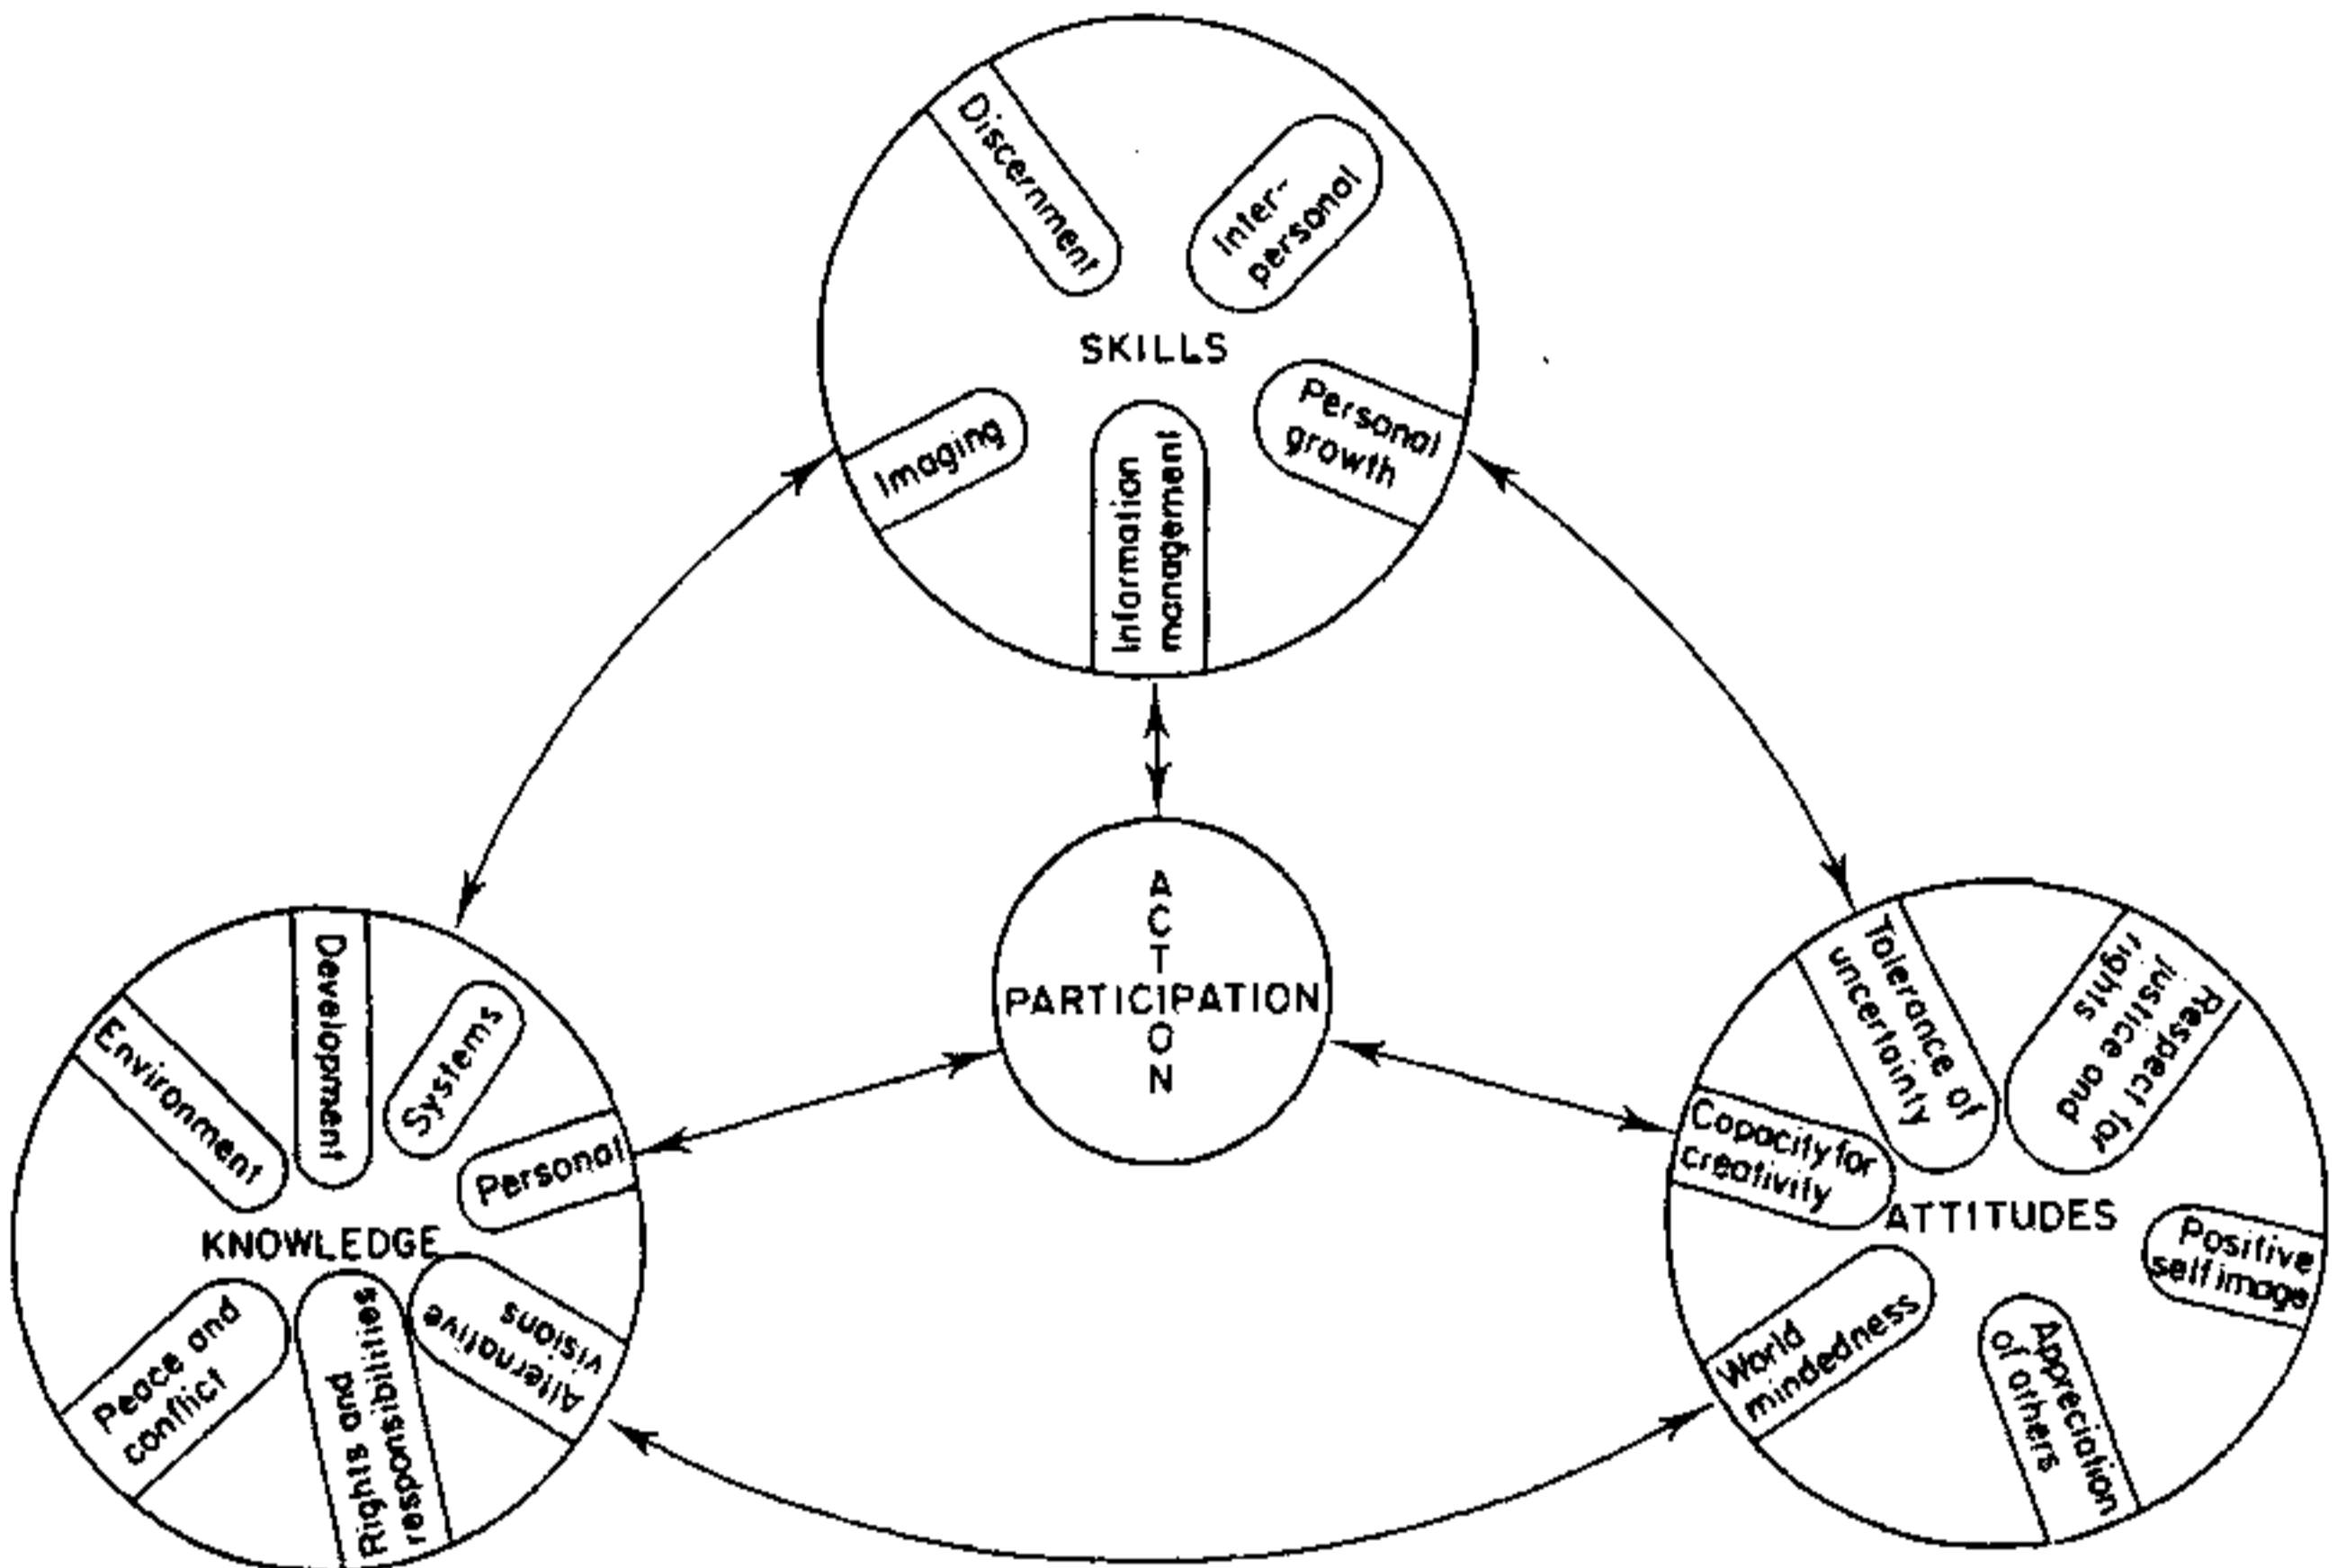 Discernment
Inter-
personal
SKILLS
Personal
growth
Imaging
Information
management
ACTION
PARTICIPATION
Development
Systems
Environment
Personal
KNOWLEDGE
Peace and
conflict
Rights and
responsibilities
Alternative
visions
Tolerance of
uncertainty
Respect for
justice and
rights
Capacity for
creativity
ATTITUDES
Positive
self image
World
mindedness
Appreciation
of others